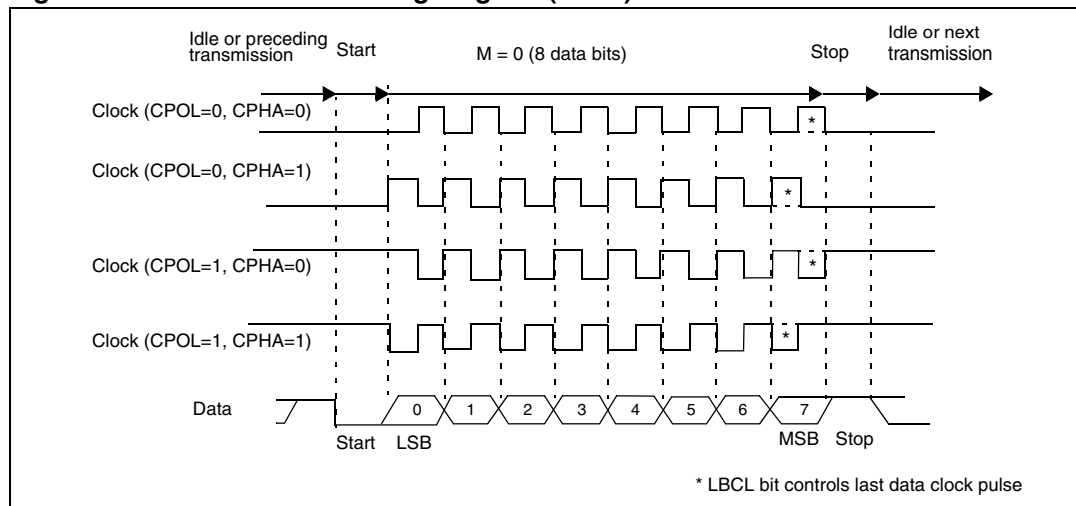 Idle or preceding
transmission
Start
M = 0 (8 data bits)
Stop
Idle or next
transmission
Clock (CPOL=0, CPHA=0)
*
Clock (CPOL=0, CPHA=1)
*
Clock (CPOL=1, CPHA=0)
*
Clock (CPOL=1, CPHA=1)
*
Data
0 1 2 3 4 5 6 7
Start LSB MSB Stop
* LBCL bit controls last data clock pulse